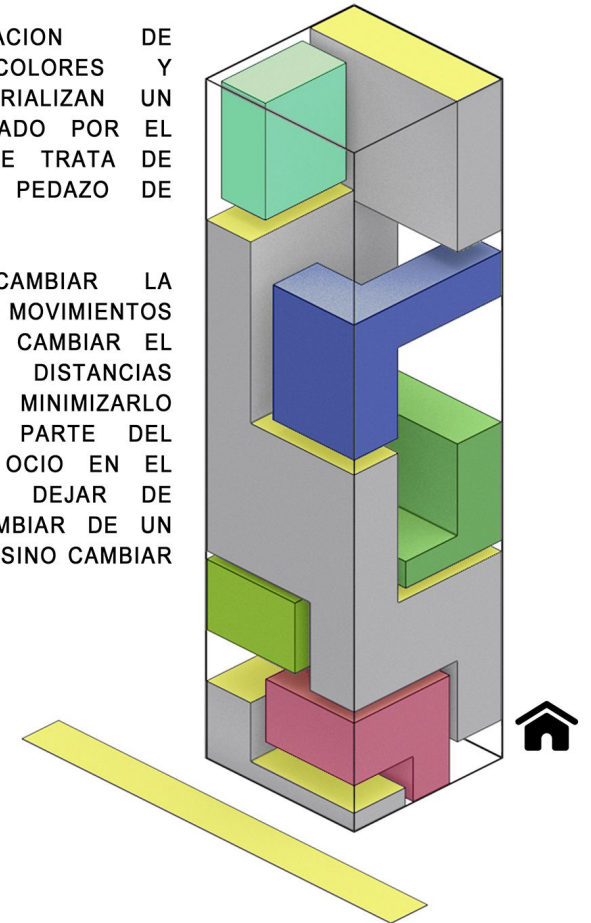 ACION DE
COLORES Y
RIALIZAN UN
ADO POR EL
E TRATA DE
PEDAZO DE
CAMBIAR LA
MOVIMIENTOS
CAMBIAR EL
DISTANCIAS
MINIMIZARLO
PARTE DEL
OCIO EN EL
DEJAR DE
MBIAR DE UN
SINO CAMBIAR